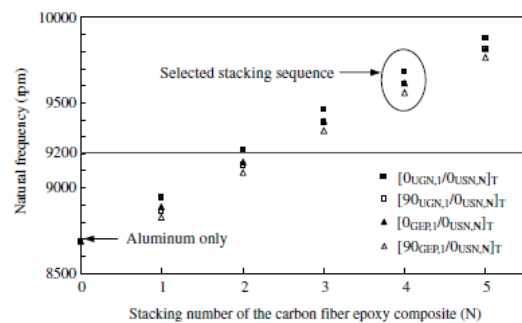 10000
9500
9200
9000
8500
Natural frequency (rpm)
Selected stacking sequence
Aluminum only
[0UGN,1/0USN,N]T
[90UGN,1/0USN,N]T
[0GEP,1/0USN,N]T
[90GEP,1/0USN,N]T
0 1 2 3 4 5
Stacking number of the carbon fiber epoxy composite (N)